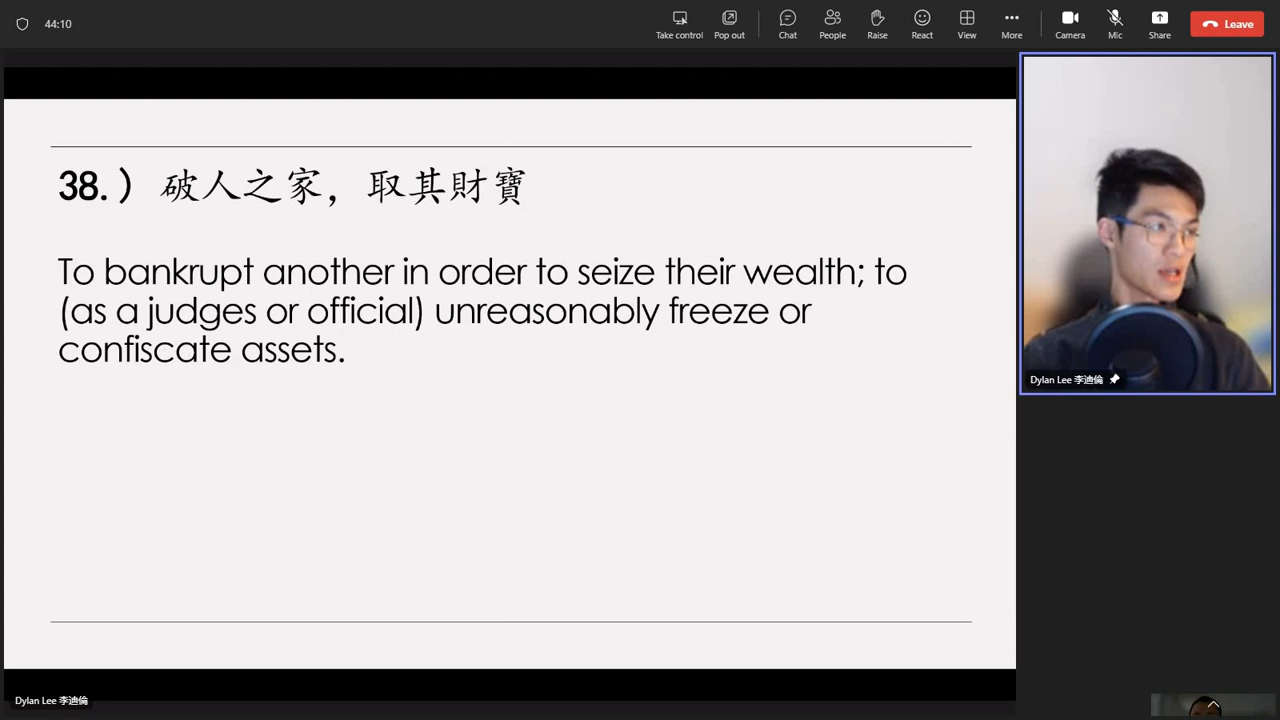 44:10
Take control
Pop out
Chat
People
Raise
React
View
More
Camera
Mic
Share
Leave
38.）破人之家，取其財寶
To bankrupt another in order to seize their wealth; to
(as a judges or official) unreasonably freeze or
confiscate assets.
Dylan Lee 李迪倫
Dylan Lee 李迪倫